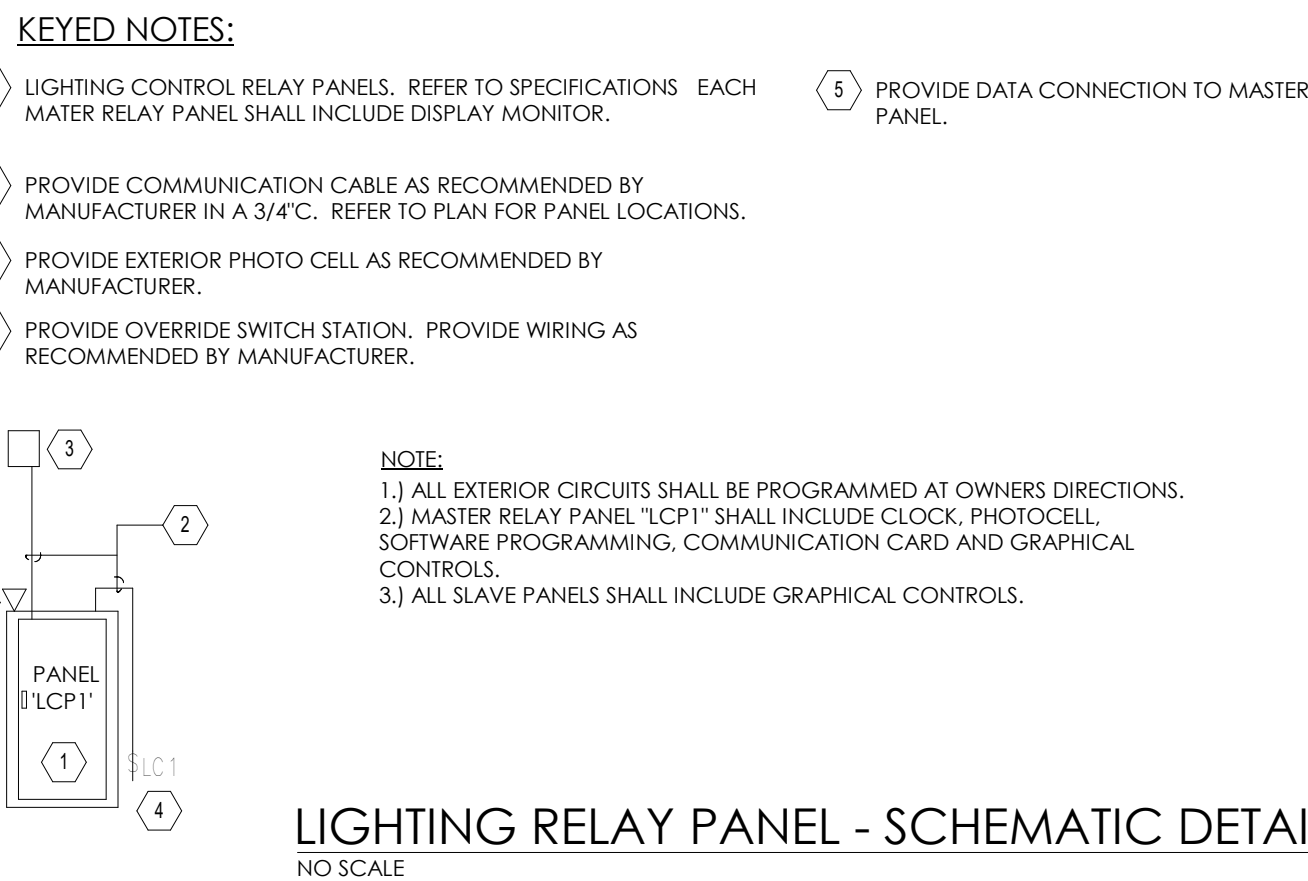 KEYED NOTES:
LIGHTING CONTROL RELAY PANELS. REFER TO SPECIFICATIONS EACH
MATER RELAY PANEL SHALL INCLUDE DISPLAY MONITOR.
PROVIDE COMMUNICATION CABLE AS RECOMMENDED BY
MANUFACTURER IN A 3/4"C. REFER TO PLAN FOR PANEL LOCATIONS.
PROVIDE EXTERIOR PHOTO CELL AS RECOMMENDED BY
MANUFACTURER.
PROVIDE OVERRIDE SWITCH STATION. PROVIDE WIRING AS
RECOMMENDED BY MANUFACTURER.
5 PROVIDE DATA CONNECTION TO MASTER
PANEL.
3
2
PANEL
'LCP1'
1
$LC1
4
NOTE:
1.) ALL EXTERIOR CIRCUITS SHALL BE PROGRAMMED AT OWNERS DIRECTIONS.
2.) MASTER RELAY PANEL "LCP1" SHALL INCLUDE CLOCK, PHOTOCELL,
SOFTWARE PROGRAMMING, COMMUNICATION CARD AND GRAPHICAL
CONTROLS.
3.) ALL SLAVE PANELS SHALL INCLUDE GRAPHICAL CONTROLS.
LIGHTING RELAY PANEL - SCHEMATIC DETAI
NO SCALE